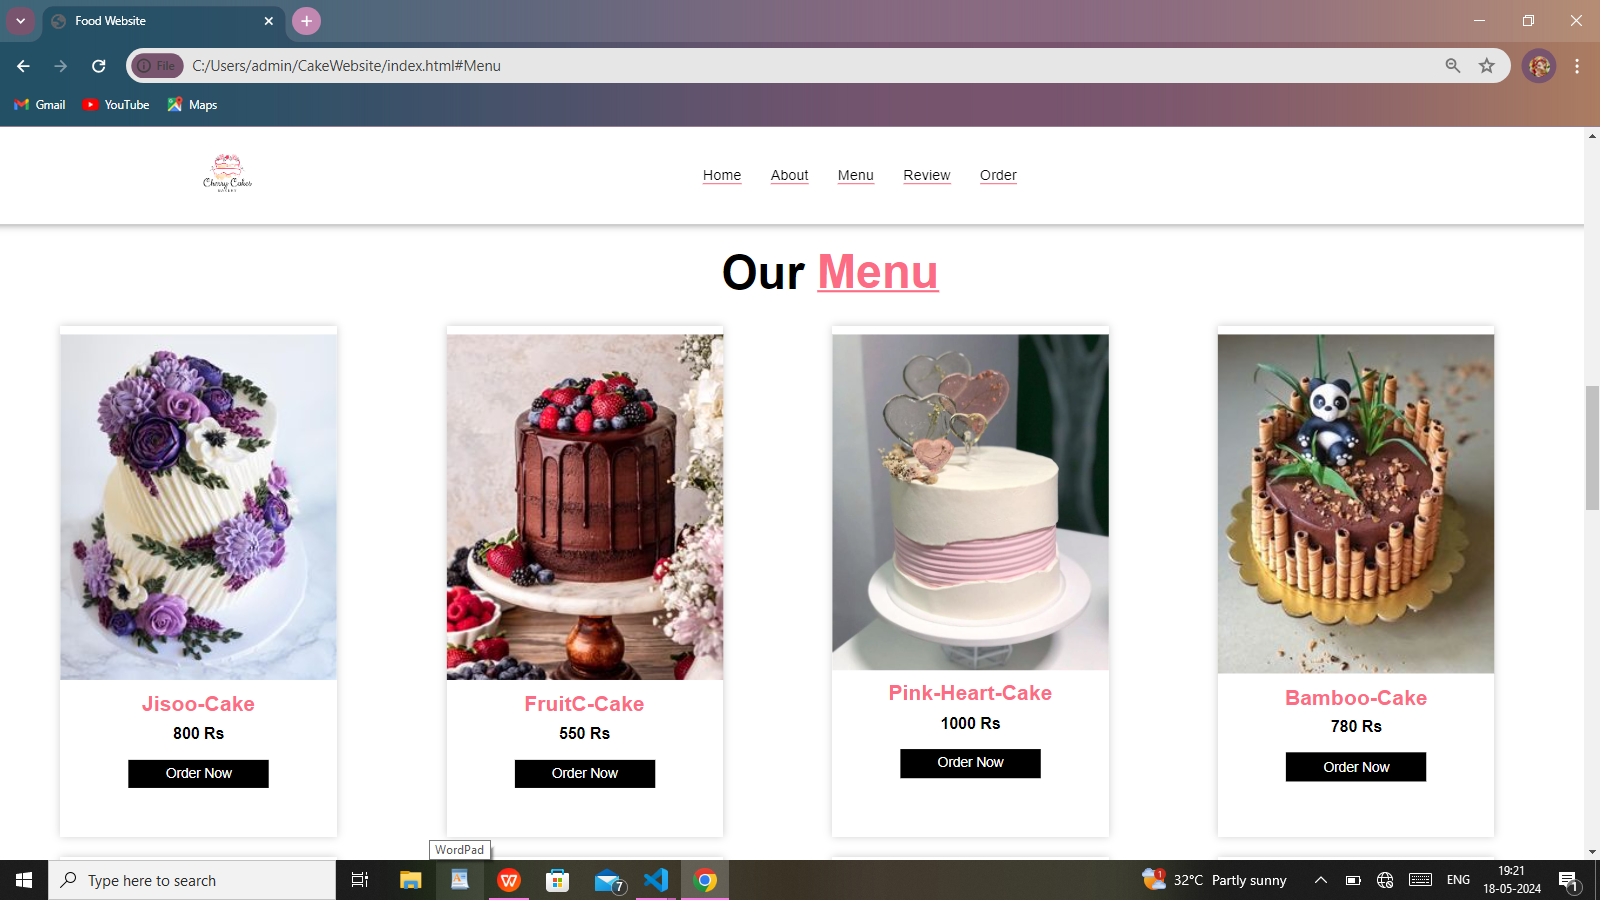 Food Website
File C:/Users/admin/CakeWebsite/index.html#Menu
Gmail YouTube Maps
Cherry Cakes
BAKERY
Home About Menu Review Order
Our Menu
Jisoo-Cake
800 Rs
Order Now
FruitC-Cake
550 Rs
Order Now
Pink-Heart-Cake
1000 Rs
Order Now
Bamboo-Cake
780 Rs
Order Now
WordPad
Type here to search
7
1
32°C Partly sunny
ENG
19:21
18-05-2024
1